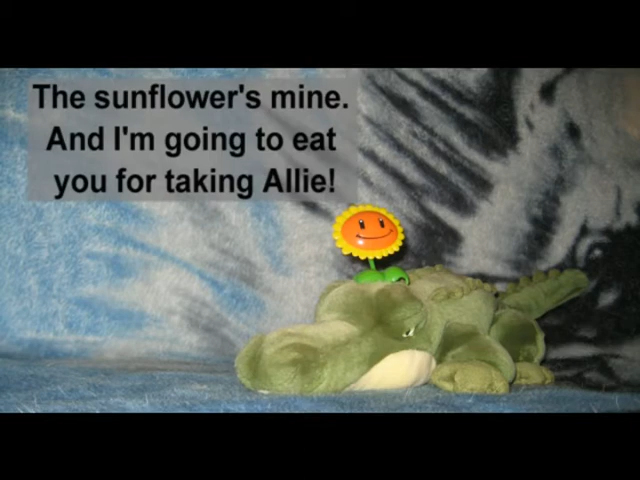 The sunflower's mine.
And I'm going to eat
you for taking Allie!